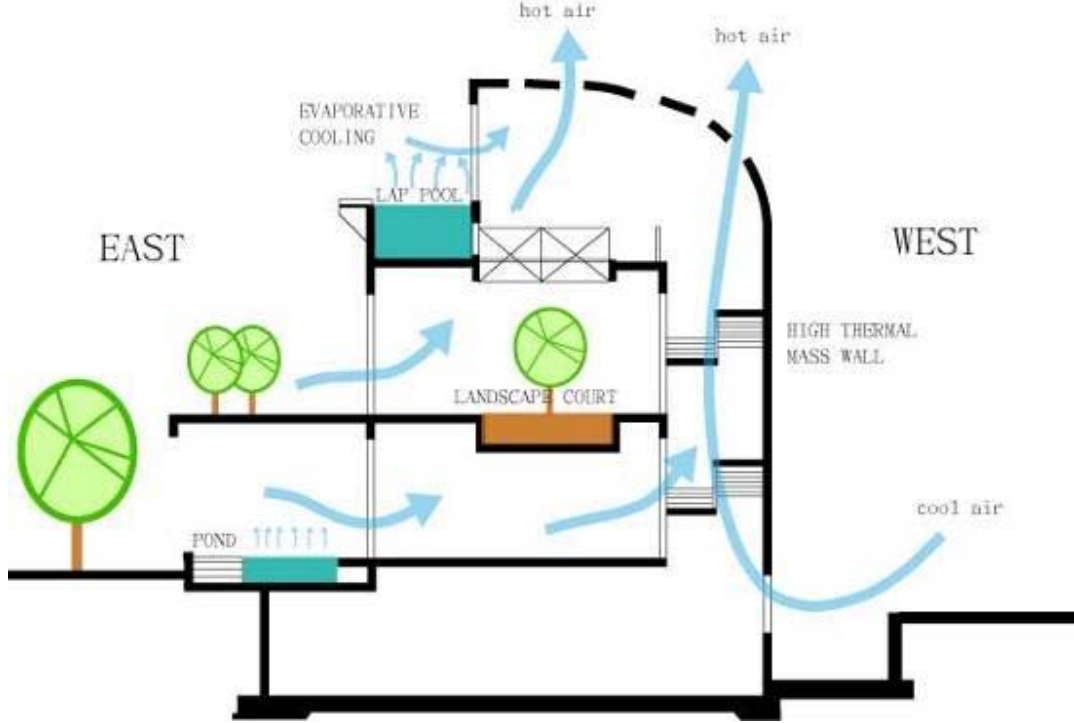 hot air
hot air
EVAPORATIVE
COOLING
LAP POOL
EAST
WEST
HIGH THERMAL
MASS WALL
LANDSCAPE COURT
cool air
POND